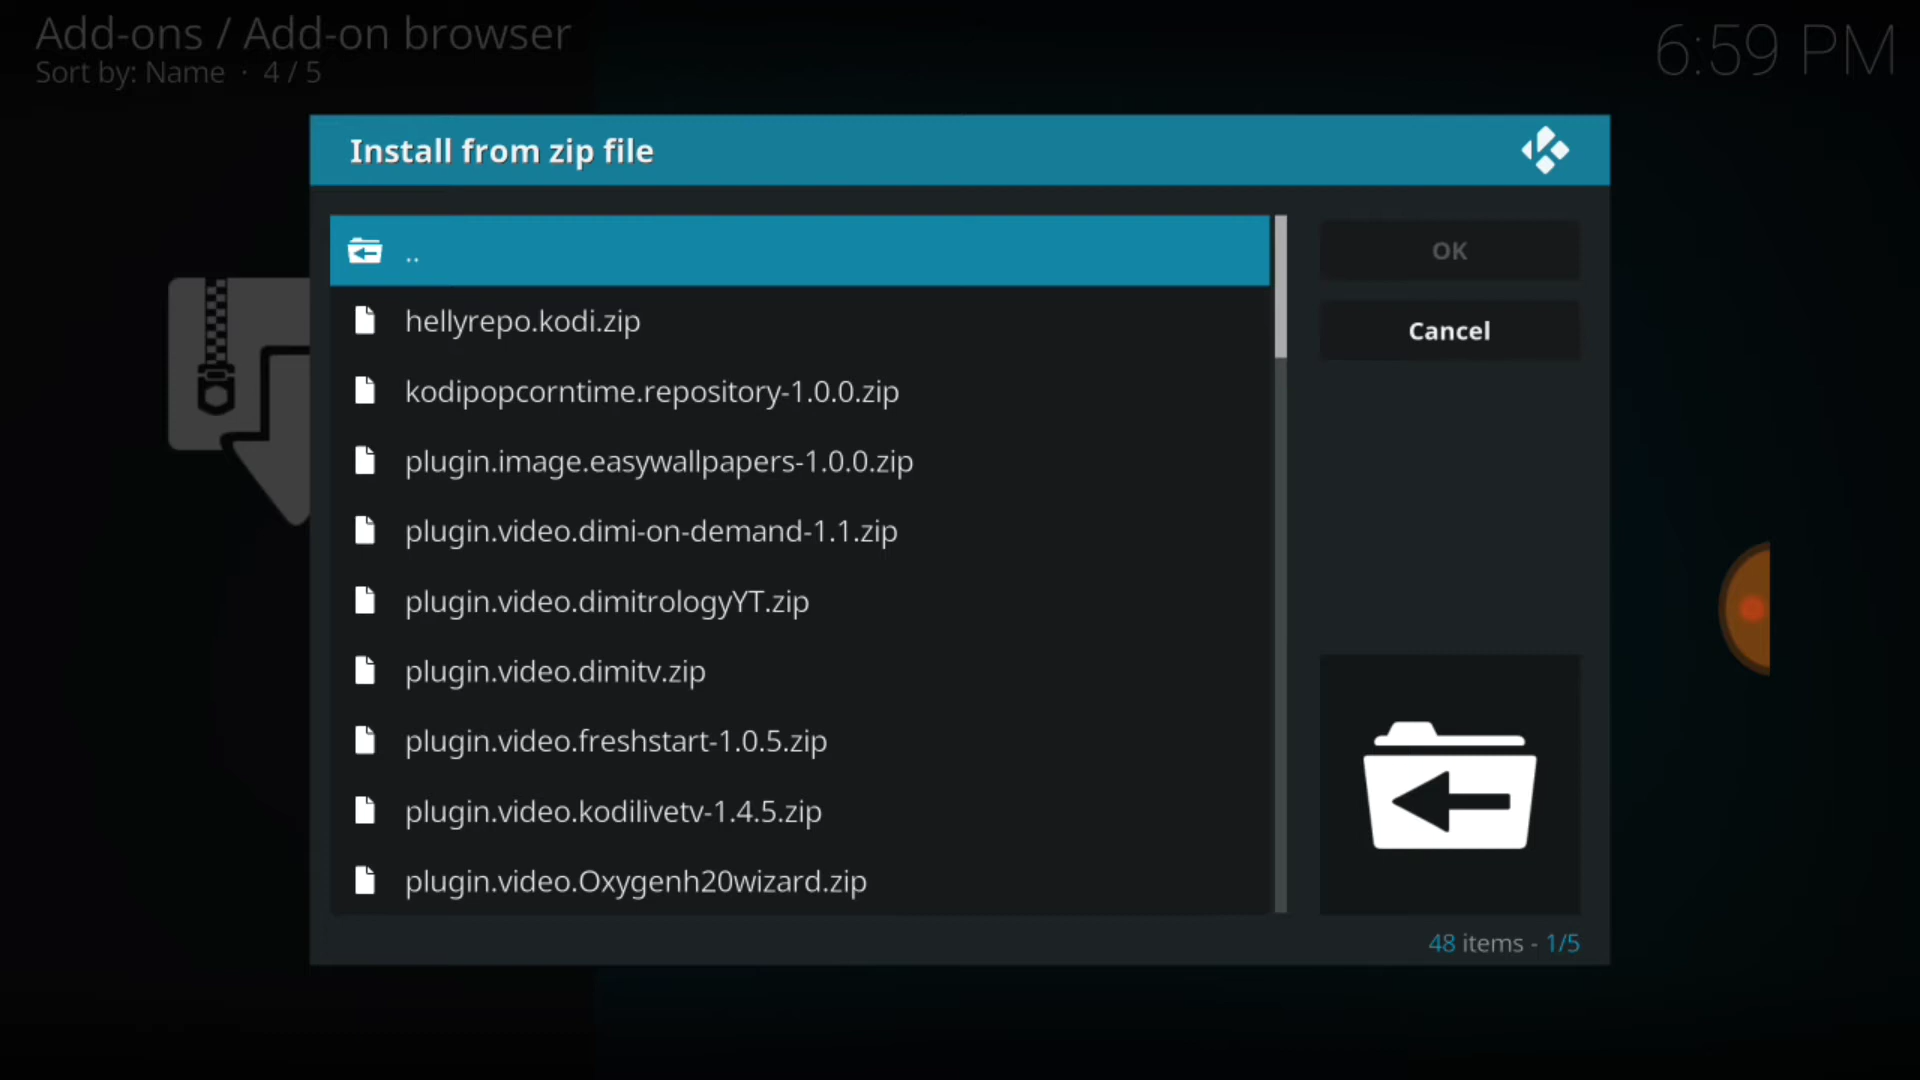 Add-ons / Add-on browser
Sort by: Name · 4 / 5
6:59 PM
Install from zip file
..
hellyrepo.kodi.zip
kodipopcorntime.repository-1.0.0.zip
plugin.image.easywallpapers-1.0.0.zip
plugin.video.dimi-on-demand-1.1.zip
plugin.video.dimitrologyYT.zip
plugin.video.dimitv.zip
plugin.video.freshstart-1.0.5.zip
plugin.video.kodilivetv-1.4.5.zip
plugin.video.Oxygenh20wizard.zip
OK
Cancel
48 items - 1/5